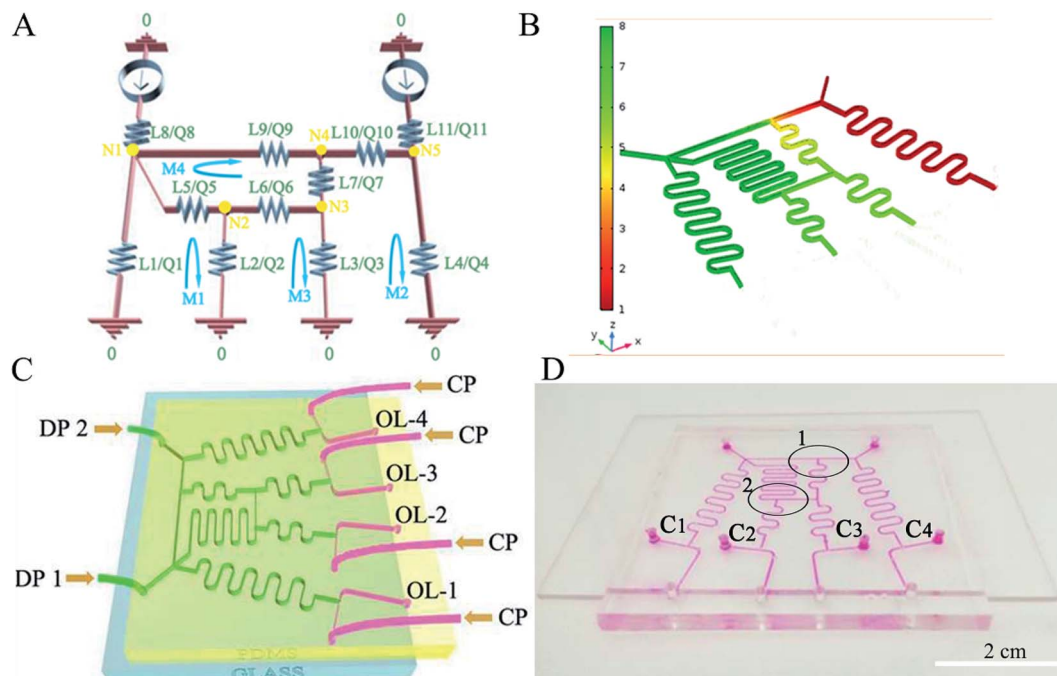 A
0
0
L8/Q8
L9/Q9
L10/Q10
L11/Q11
N1
N4
N5
M4
L7/Q7
L5/Q5
L6/Q6
N2
N3
L1/Q1
L2/Q2
L3/Q3
L4/Q4
M1
M3
M2
0
0
0
0
B
8
7
6
5
4
3
2
1
z
y
x
C
CP
DP 2
OL-4
CP
OL-3
OL-2
CP
DP 1
OL-1
CP
PDMS
GLASS
D
1
2
C1
C2
C3
C4
2 cm